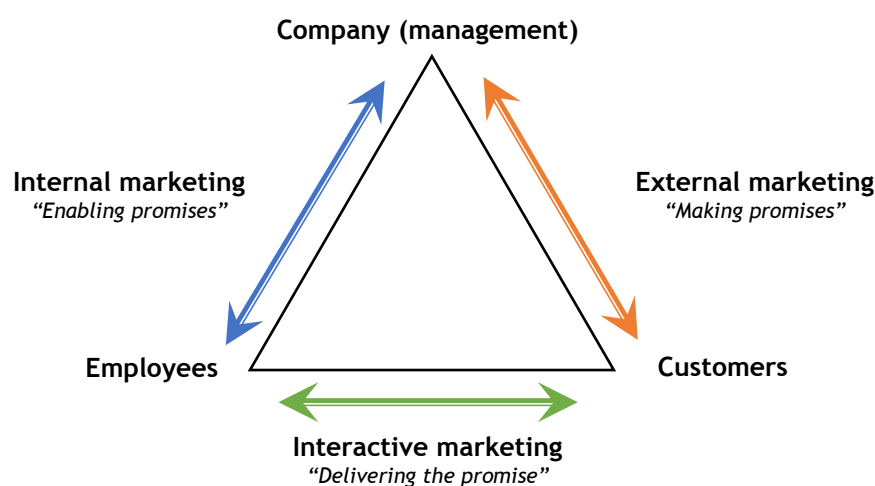 Company (management)
Internal marketing
“Enabling promises”
External marketing
“Making promises”
Employees
Customers
Interactive marketing
“Delivering the promise”